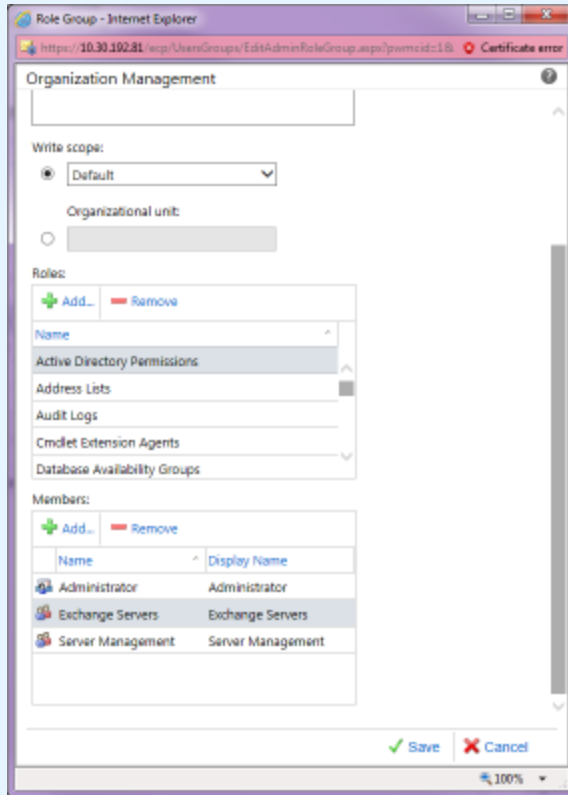 Role Group - Internet Explorer
https://10.30.192.81/ecp/UsersGroups/EditAdminRoleGroup.aspx?pwmcid=1& Certificate error
Organization Management
Write scope:
Default
Organizational unit:
Roles:
Add... Remove
Name
Active Directory Permissions
Address Lists
Audit Logs
Cmdlet Extension Agents
Database Availability Groups
Members:
Add... Remove
Name Display Name
Administrator Administrator
Exchange Servers Exchange Servers
Server Management Server Management
Save Cancel
100%